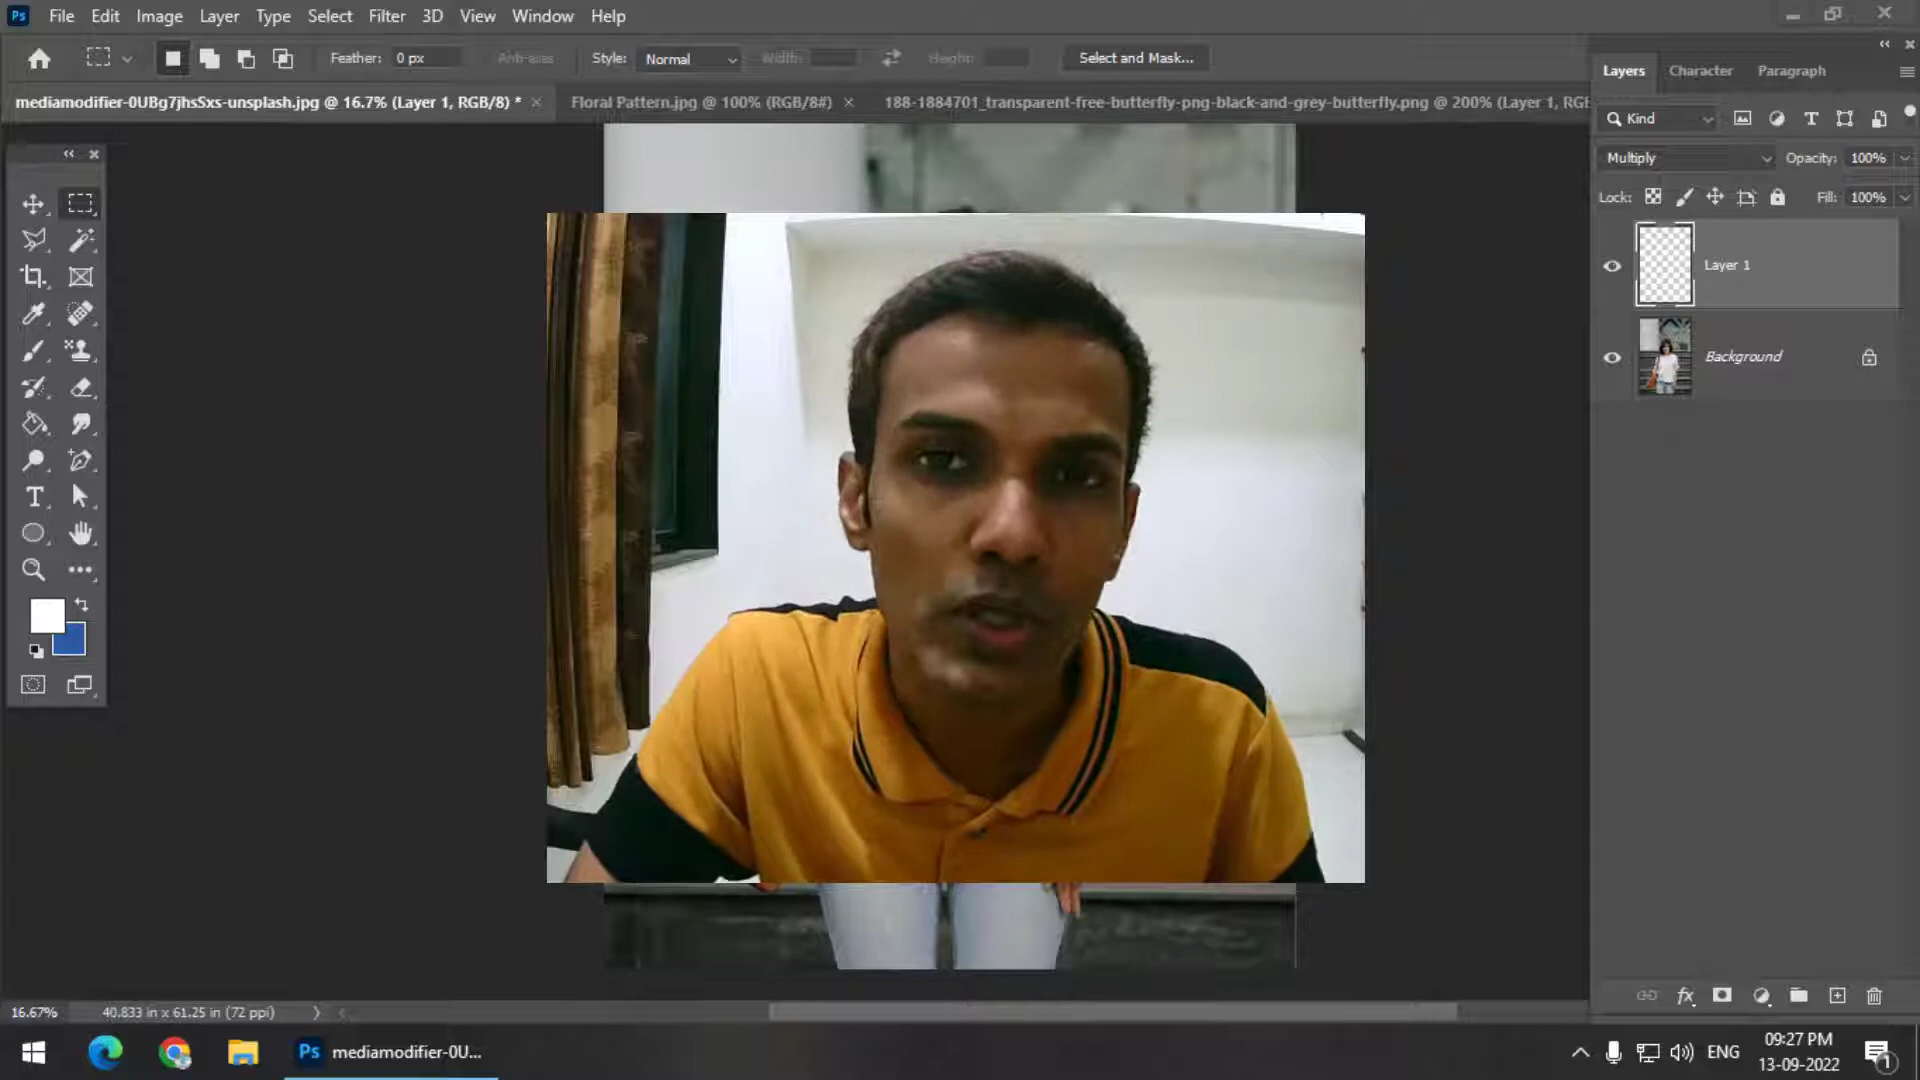 Ps File Edit Image Layer Type Select Filter 3D View Window Help
Feather: 0 px Anti-alias Style: Normal Width: Height: Select and Mask...
mediamodifier-0UBg7jhsSxs-unsplash.jpg @ 16.7% (Layer 1, RGB/8) * Floral Pattern.jpg @ 100% (RGB/8#) 188-1884701_transparent-free-butterfly-png-black-and-grey-butterfly.png @ 200% (Layer 1, RGB
Layers Character Paragraph
Kind
Multiply Opacity: 100%
Lock: Fill: 100%
Layer 1
Background
16.67% 40.833 in x 61.25 in (72 ppi)
Ps mediamodifier-0U...
ENG
09:27 PM
13-09-2022
1